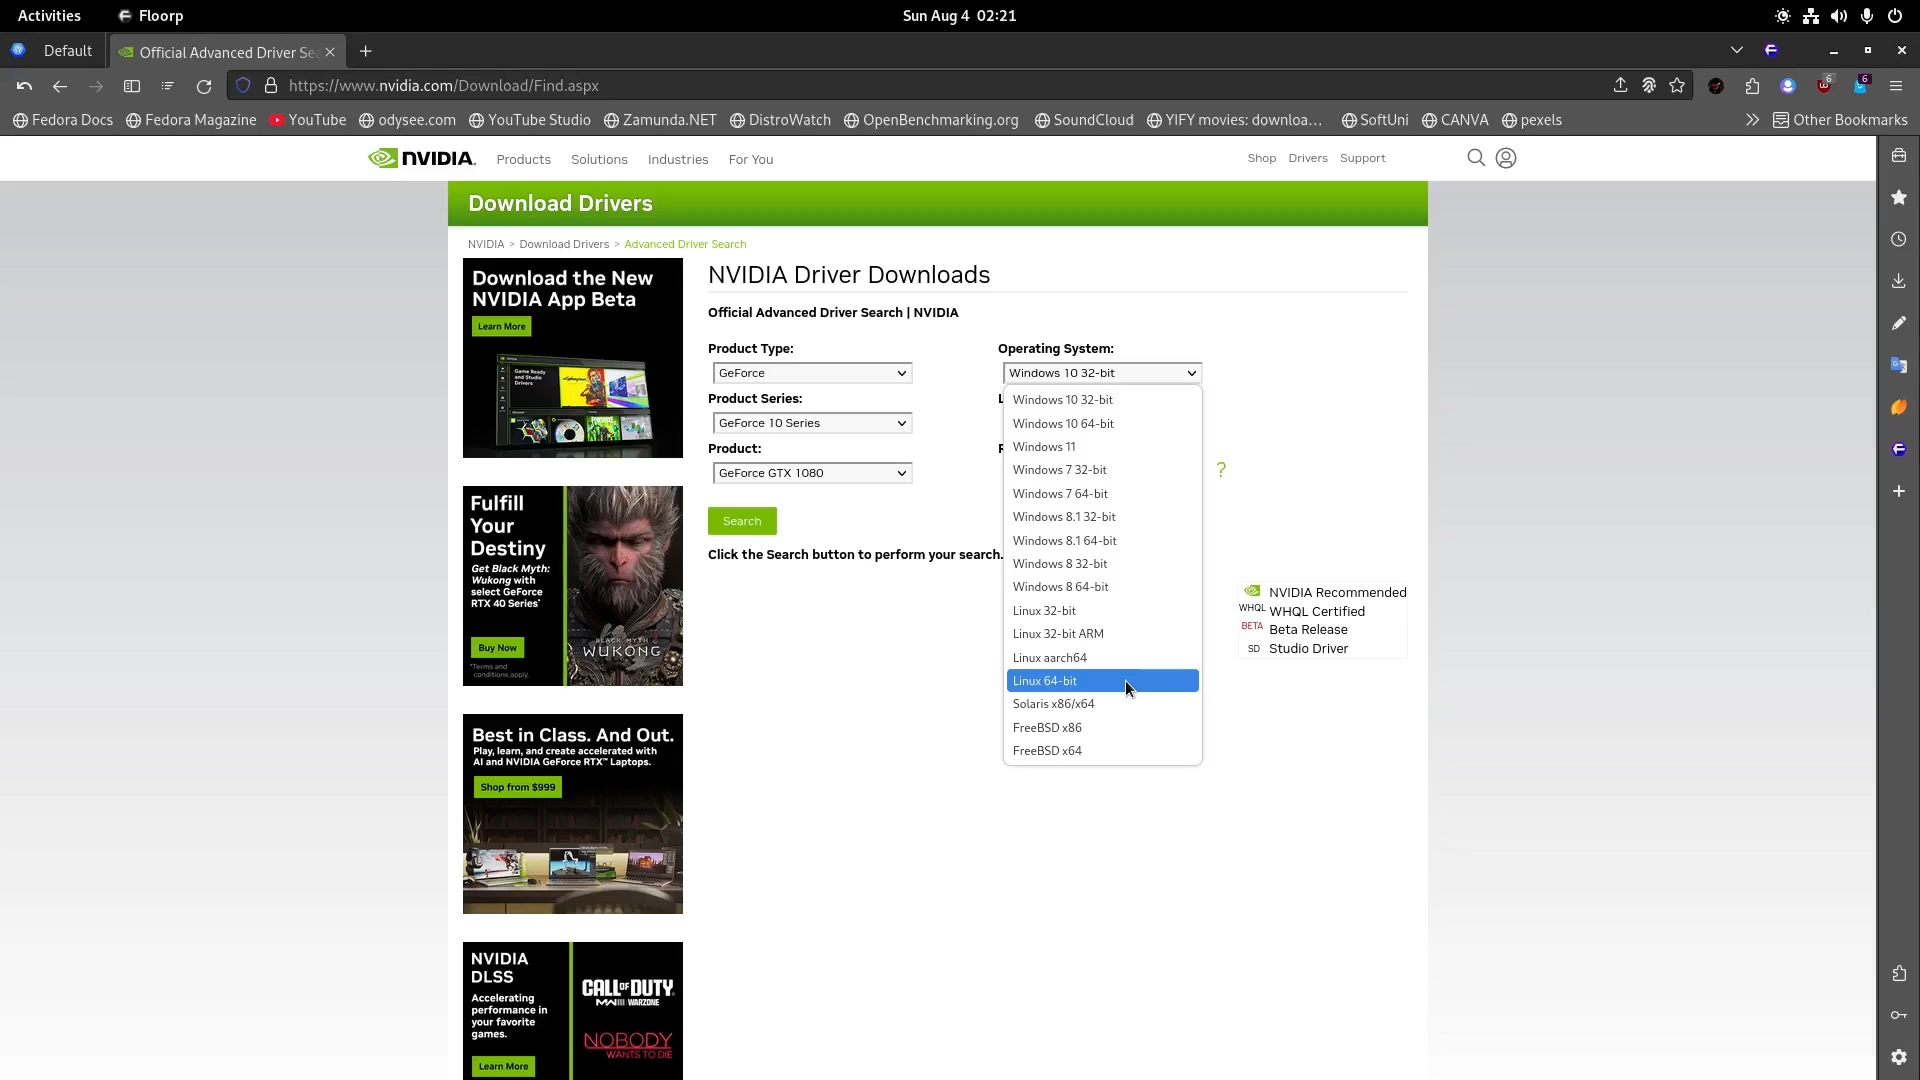 Activities
Floorp
Sun Aug 4 02:21
Default
Official Advanced Driver Se
https://www.nvidia.com/Download/Find.aspx
6
6
Fedora Docs
Fedora Magazine
YouTube
odysee.com
YouTube Studio
Zamunda.NET
DistroWatch
OpenBenchmarking.org
SoundCloud
YIFY movies: downloa...
SoftUni
CANVA
pexels
Other Bookmarks
NVIDIA.
Products
Solutions
Industries
For You
Shop
Drivers
Support
Download Drivers
NVIDIA > Download Drivers > Advanced Driver Search
Download the New
NVIDIA App Beta
Learn More
Fulfill
Your
Destiny
Get Black Myth:
Wukong with
select GeForce
RTX 40 Series*
Buy Now
*Terms and
conditions apply.
BLACK MYTH
WUKONG
Best in Class. And Out.
Play, learn, and create accelerated with
AI and NVIDIA GeForce RTX™ Laptops.
Shop from $999
NVIDIA
DLSS
Accelerating
performance in
your favorite
games.
Learn More
CALL OF DUTY
MWIII WARZONE
NOBODY
WANTS TO DIE
NVIDIA Driver Downloads
Official Advanced Driver Search | NVIDIA
Product Type:
GeForce
Product Series:
GeForce 10 Series
Product:
GeForce GTX 1080
Search
Click the Search button to perform your search.
Operating System:
Windows 10 32-bit
Windows 10 32-bit
Windows 10 64-bit
Windows 11
Windows 7 32-bit
Windows 7 64-bit
Windows 8.1 32-bit
Windows 8.1 64-bit
Windows 8 32-bit
Windows 8 64-bit
Linux 32-bit
Linux 32-bit ARM
Linux aarch64
Linux 64-bit
Solaris x86/x64
FreeBSD x86
FreeBSD x64
?
NVIDIA Recommended
WHQL WHQL Certified
BETA Beta Release
SD Studio Driver